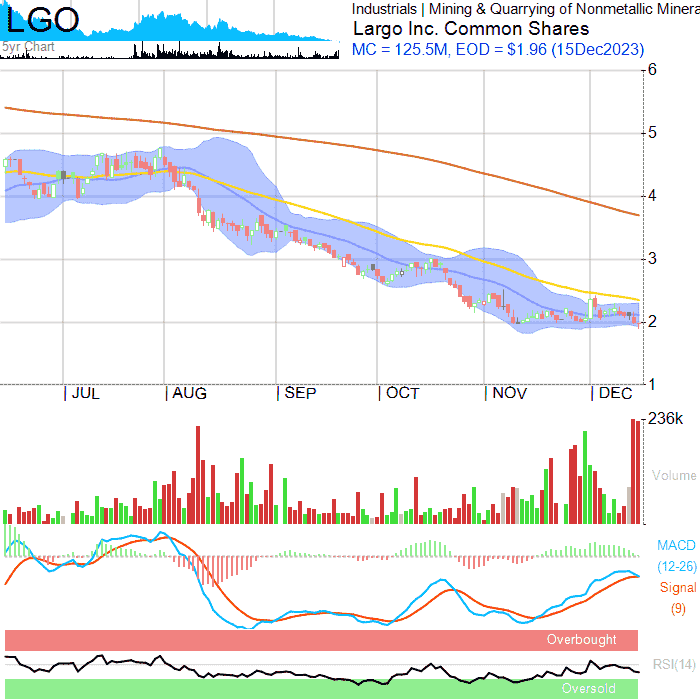 LGO
5yr Chart
Industrials | Mining & Quarrying of Nonmetallic Minera
Largo Inc. Common Shares
MC = 125.5M, EOD = $1.96 (15Dec2023)
6
5
4
3
2
1
JUL
AUG
SEP
OCT
NOV
DEC
236k
Volume
MACD
(12-26)
Signal
(9)
Overbought
RSI(14)
Oversold